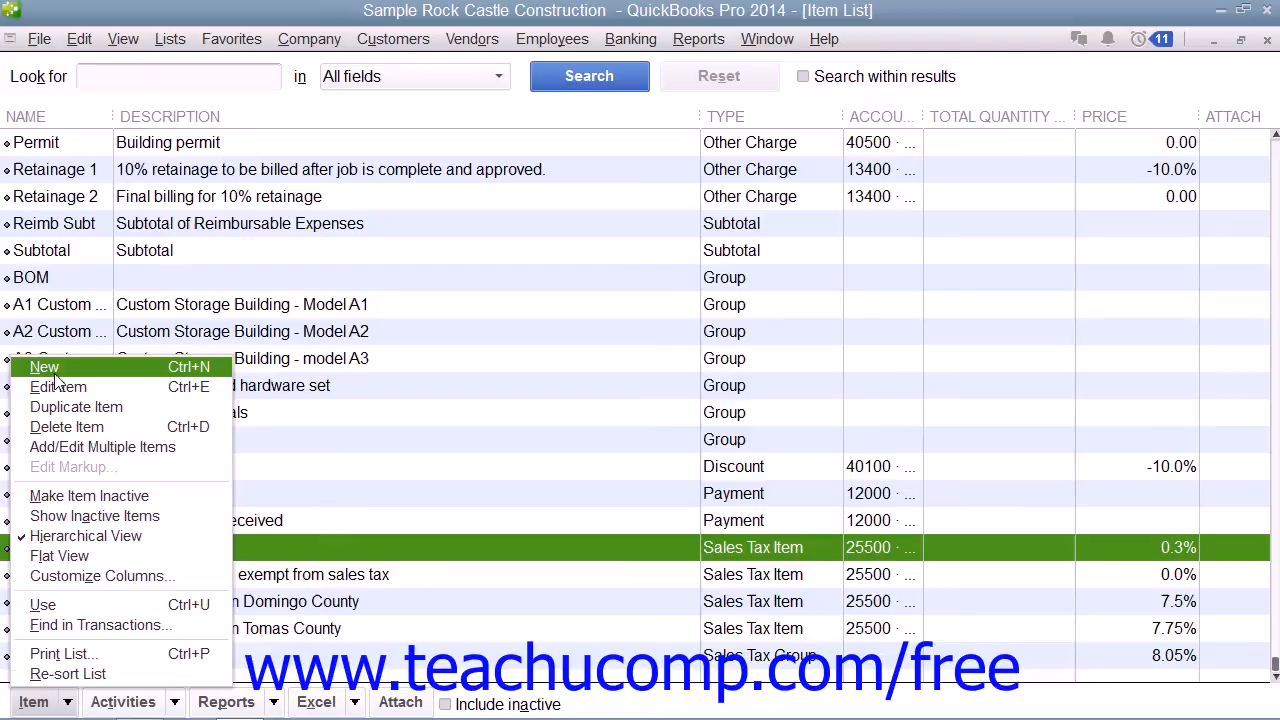 Sample Rock Castle Construction - QuickBooks Pro 2014 - [Item List]
File Edit View Lists Favorites Company Customers Vendors Employees Banking Reports Window Help 11
Look for in All fields Search Reset Search within results
NAME DESCRIPTION TYPE ACCOU... TOTAL QUANTITY ... PRICE ATTACH
Permit Building permit Other Charge 40500 · ... 0.00
Retainage 1 10% retainage to be billed after job is complete and approved. Other Charge 13400 · ... -10.0%
Retainage 2 Final billing for 10% retainage Other Charge 13400 · ... 0.00
Reimb Subt Subtotal of Reimbursable Expenses Subtotal
Subtotal Subtotal Subtotal
BOM Group
A1 Custom ... Custom Storage Building - Model A1 Group
A2 Custom ... Custom Storage Building - Model A2 Group
Building - model A3 Group
New Ctrl+N
Edit Item Ctrl+E d hardware set Group
Duplicate Item als Group
Delete Item Ctrl+D
Add/Edit Multiple Items Group
Edit Markup... Discount 40100 · ... -10.0%
Make Item Inactive Payment 12000 · ...
Show Inactive Items eceived Payment 12000 · ...
Hierarchical View
Flat View Sales Tax Item 25500 · ... 0.3%
Customize Columns... exempt from sales tax Sales Tax Item 25500 · ... 0.0%
Use Ctrl+U n Domingo County Sales Tax Item 25500 · ... 7.5%
Find in Transactions... n Tomas County Sales Tax Item 25500 · ... 7.75%
Print List... Ctrl+P Sales Tax Group 8.05%
Re-sort List
www.teachucomp.com/free
Item Activities Reports Excel Attach Include inactive